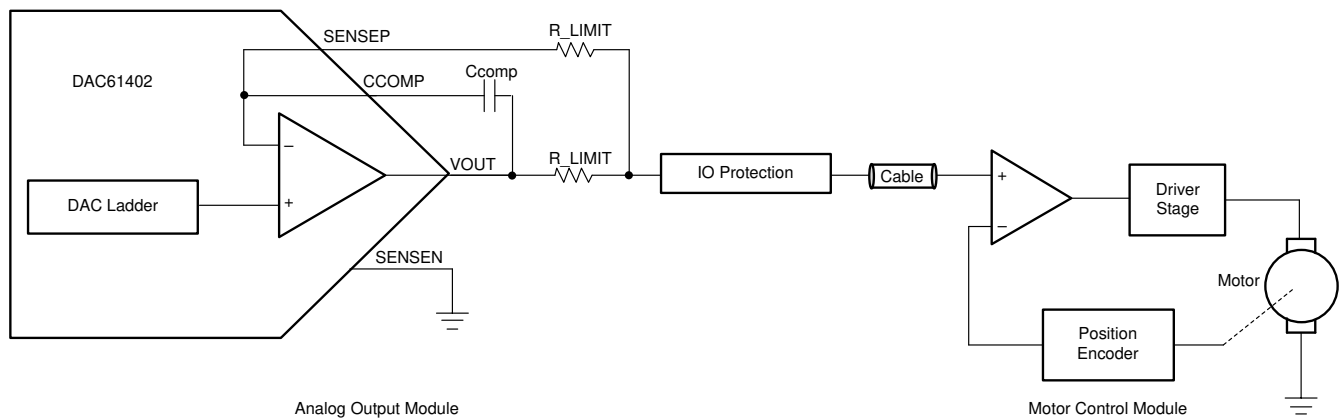 SENSEP
R_LIMIT
DAC61402
CCOMP
Ccomp
−
+
DAC Ladder
VOUT
R_LIMIT
SENSEN
IO Protection
Cable
+
−
Driver
Stage
Motor
Position
Encoder
Analog Output Module
Motor Control Module